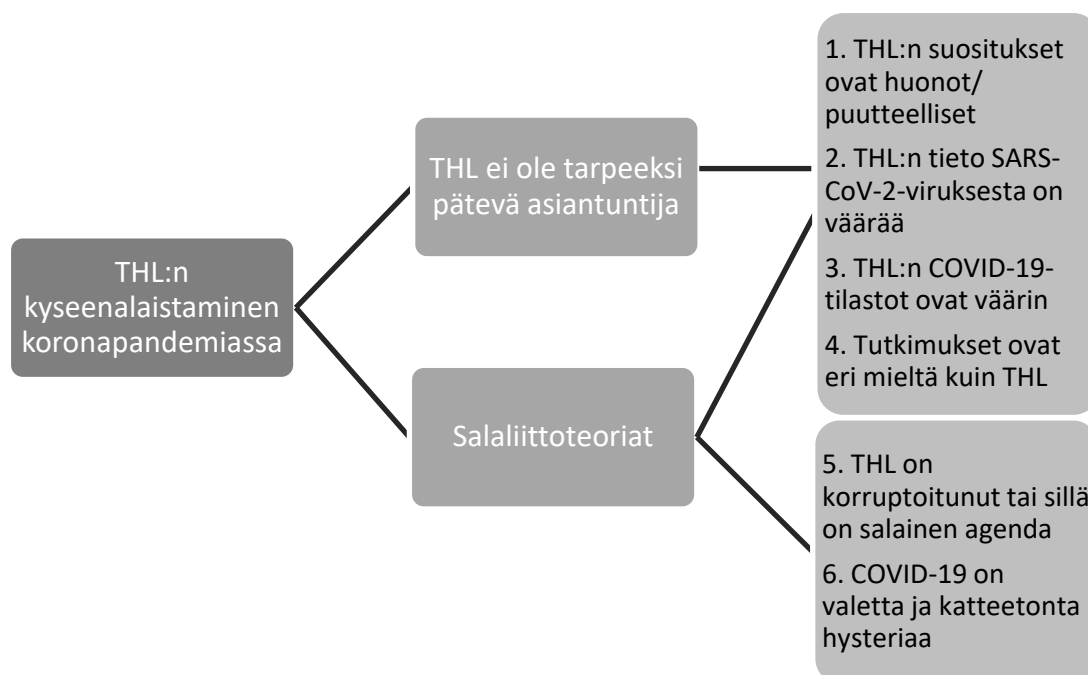 THL:n
kyseenalaistaminen
koronapandemiassa
THL ei ole tarpeeksi
pätevä asiantuntija
Salaliittoteoriat
1. THL:n suositukset
ovat huonot/
puutteelliset
2. THL:n tieto SARS-
CoV-2-viruksesta on
väärää
3. THL:n COVID-19-
tilastot ovat väärin
4. Tutkimukset ovat
eri mieltä kuin THL
5. THL on
korruptoitunut tai sillä
on salainen agenda
6. COVID-19 on
valetta ja katteetonta
hysteriaa